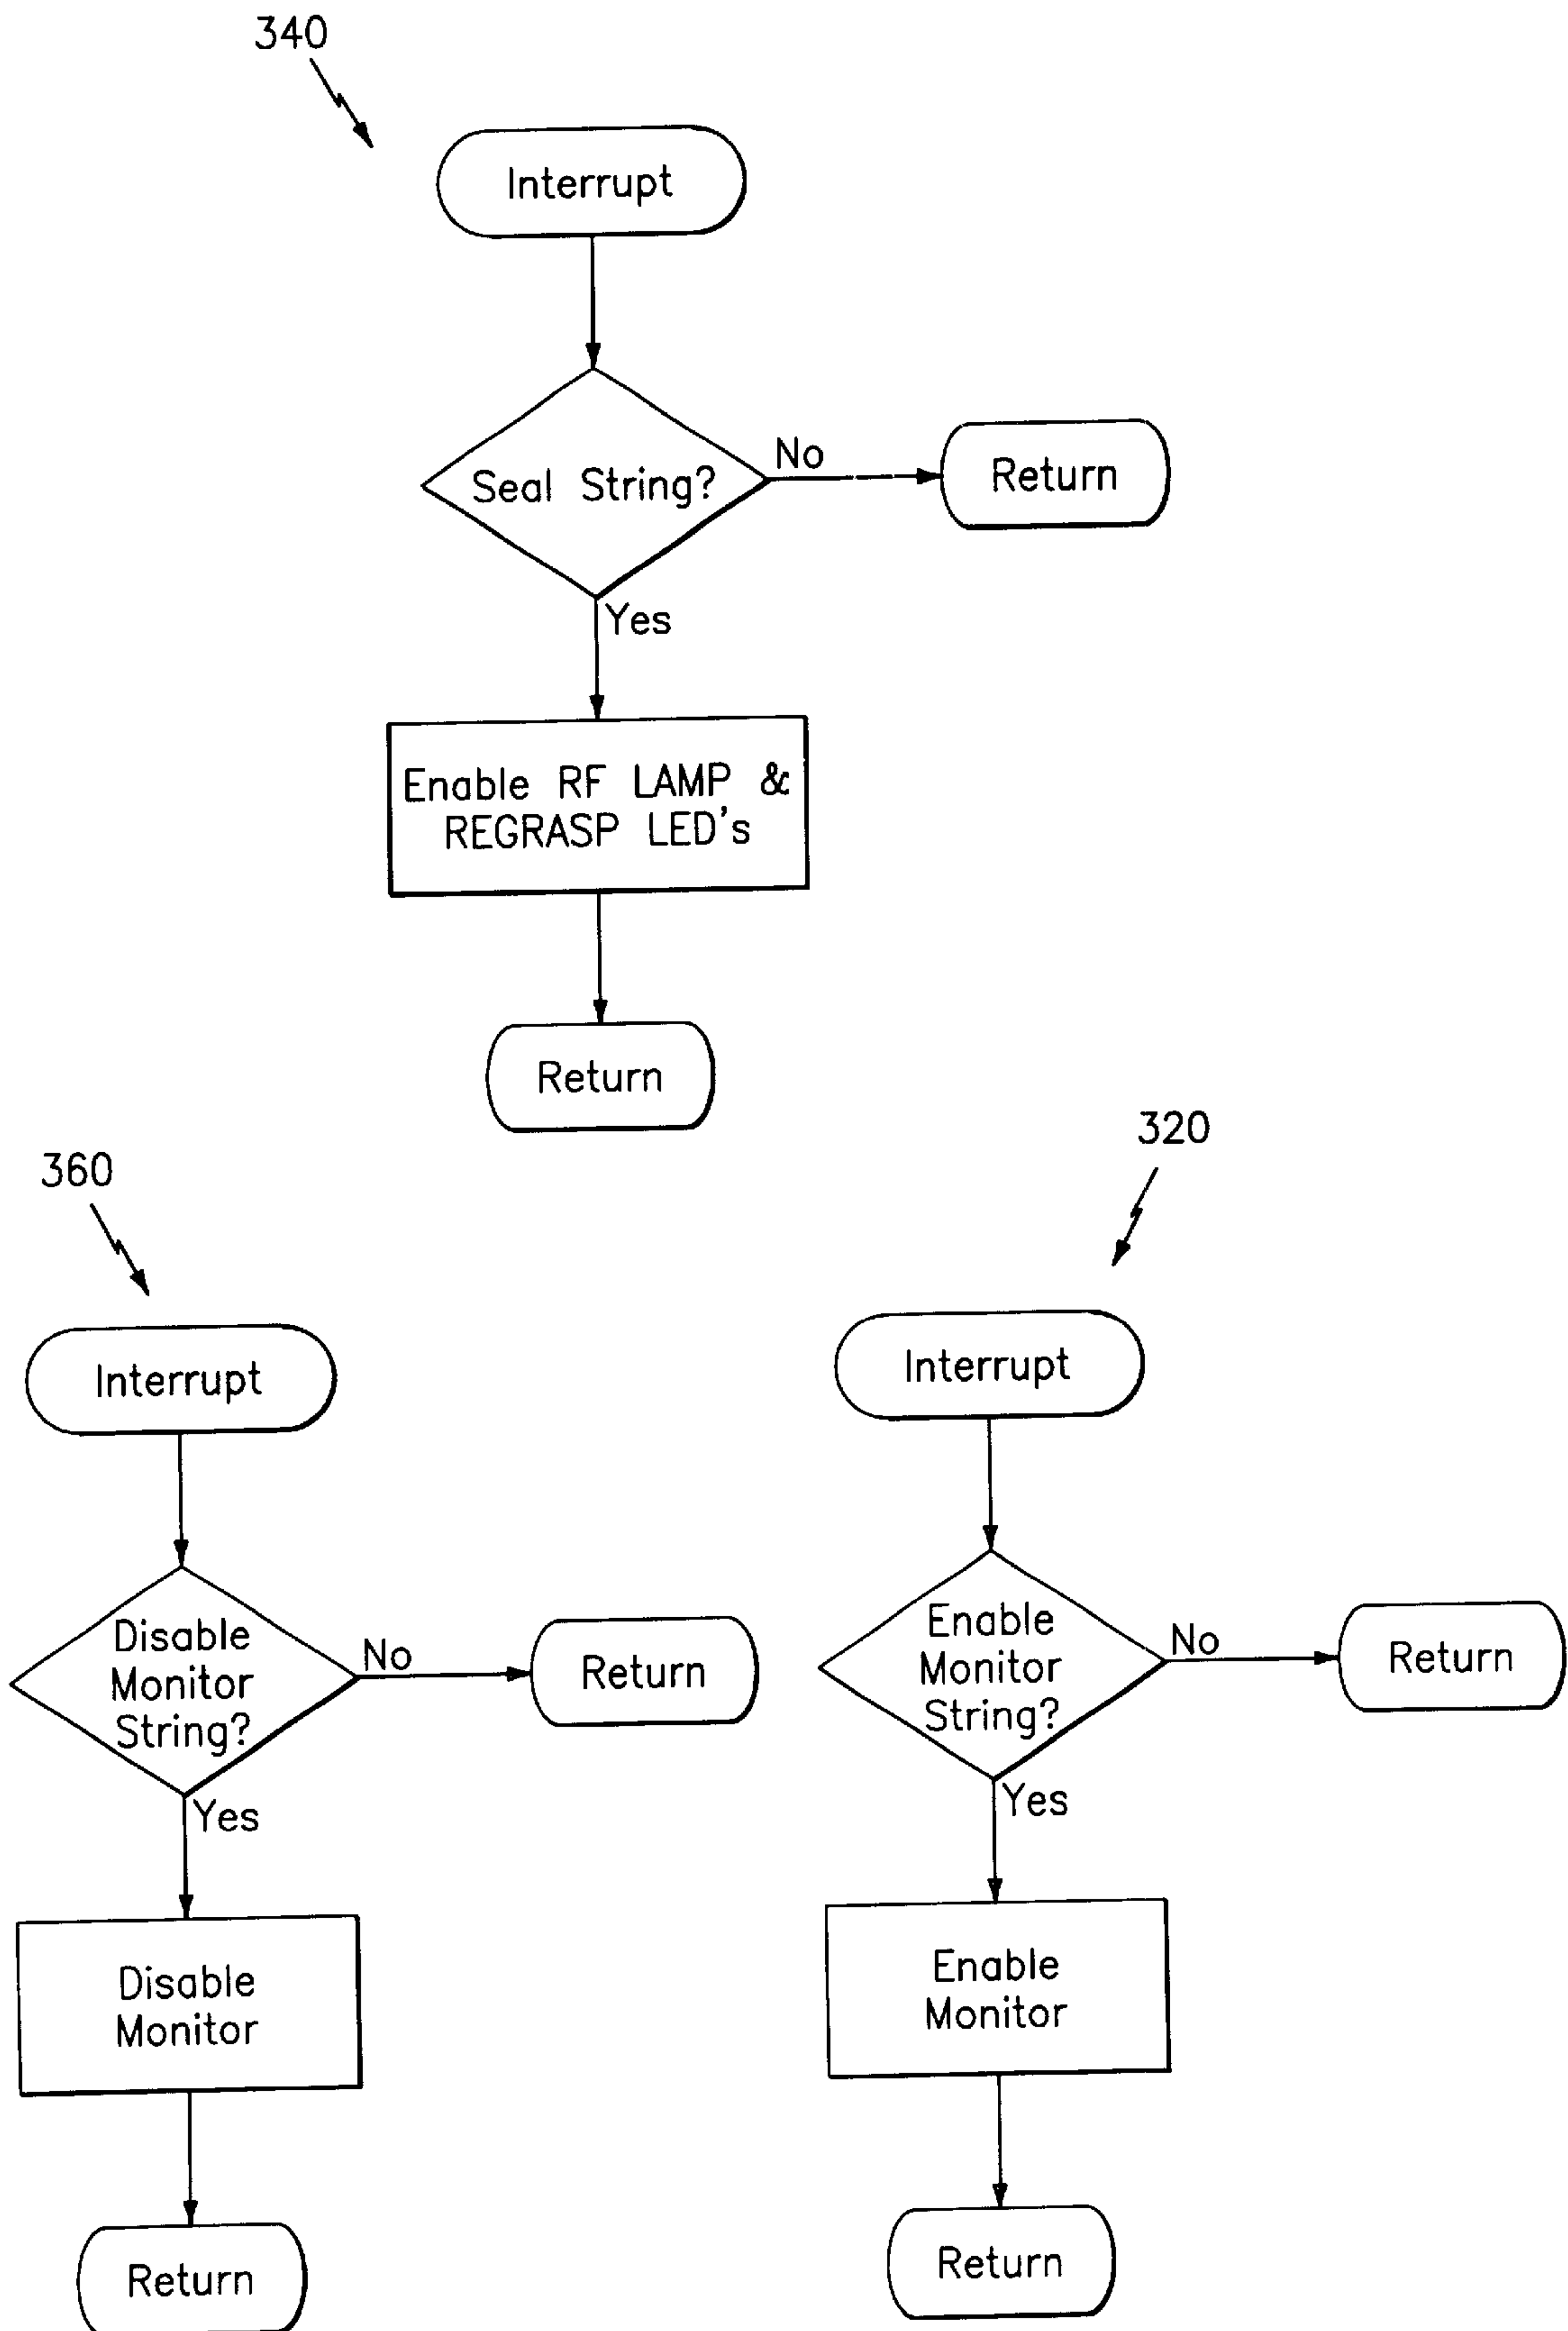 340
Interrupt
Seal String?
No
Return
Yes
Enable RF LAMP &
REGRASP LED's
Return
360
Interrupt
Disable
Monitor
String?
No
Return
Yes
Disable
Monitor
Return
320
Interrupt
Enable
Monitor
String?
No
Return
Yes
Enable
Monitor
Return